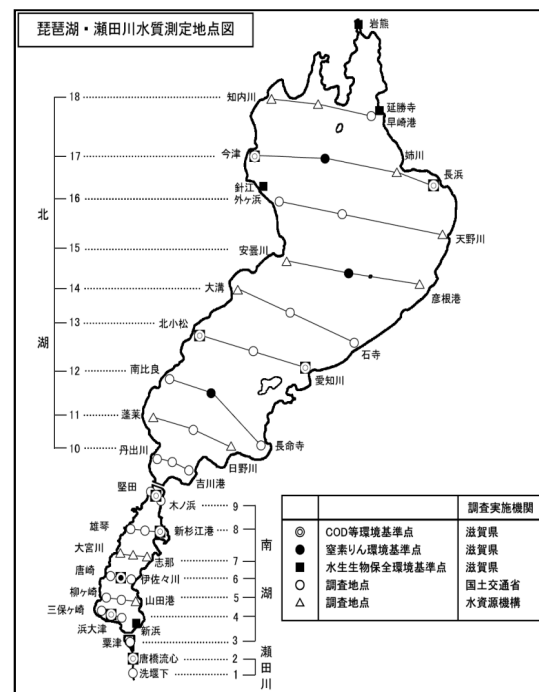 琵琶湖・瀬田川水質測定地点図
岩熊
18 知内川
延勝寺
早崎港
17 今津
姉川
長浜
針江
16 外ヶ浜
天野川
15 安曇川
彦根港
14 大溝
石寺
13 北小松
愛知川
12 南比良
長命寺
11 蓬莱
日野川
10 丹出川
吉川港
北湖
堅田
木ノ浜 9
雄琴
新杉江港 8
大宮川
志那 7
唐崎
伊佐々川 6
柳ヶ崎
山田港 5
三保ヶ崎
4
浜大津
新浜
粟津 3
南湖
唐橋流心 2
洗堰下 1
瀬田川
調査実施機関
◎ COD等環境基準点 滋賀県
● 窒素りん環境基準点 滋賀県
■ 水生生物保全環境基準点 滋賀県
○ 調査地点 国土交通省
△ 調査地点 水資源機構